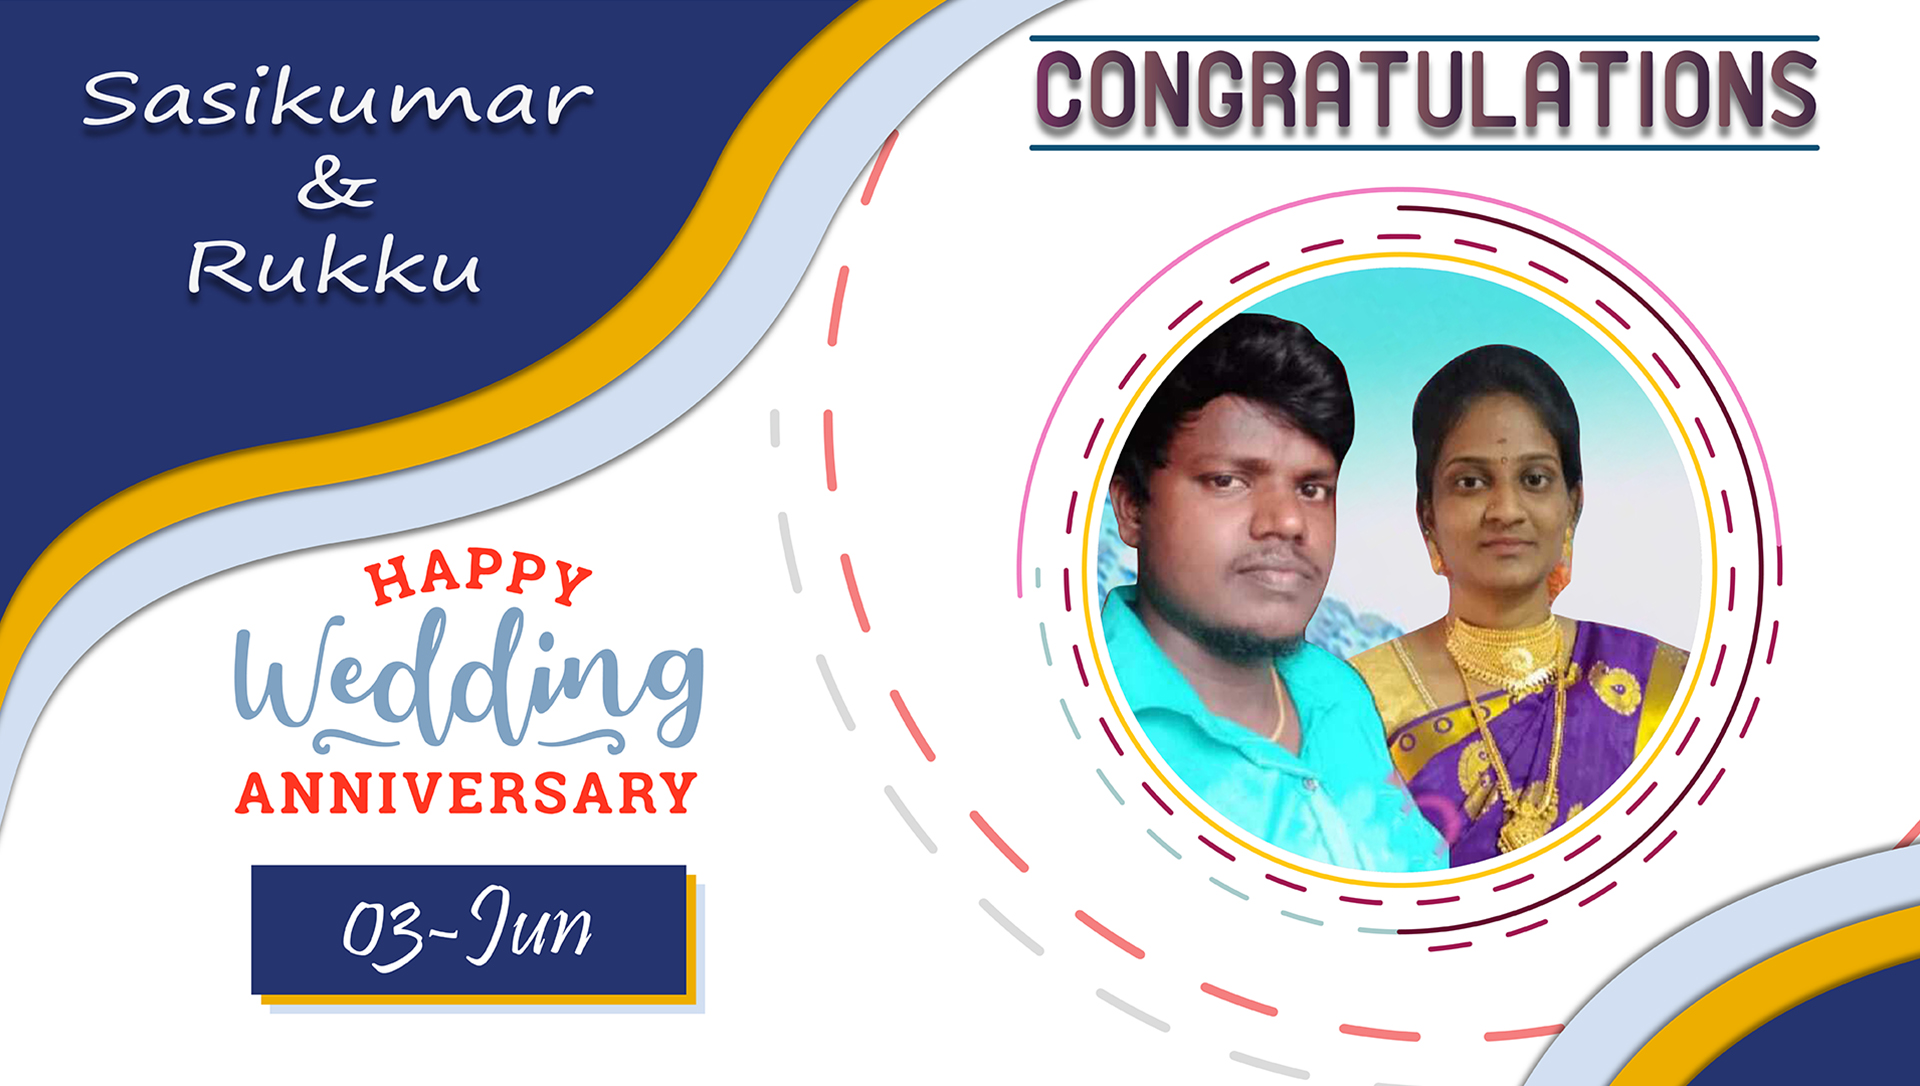 Sasikumar
&
Rukku
CONGRATULATIONS
HAPPY
Wedding
ANNIVERSARY
03-Jun